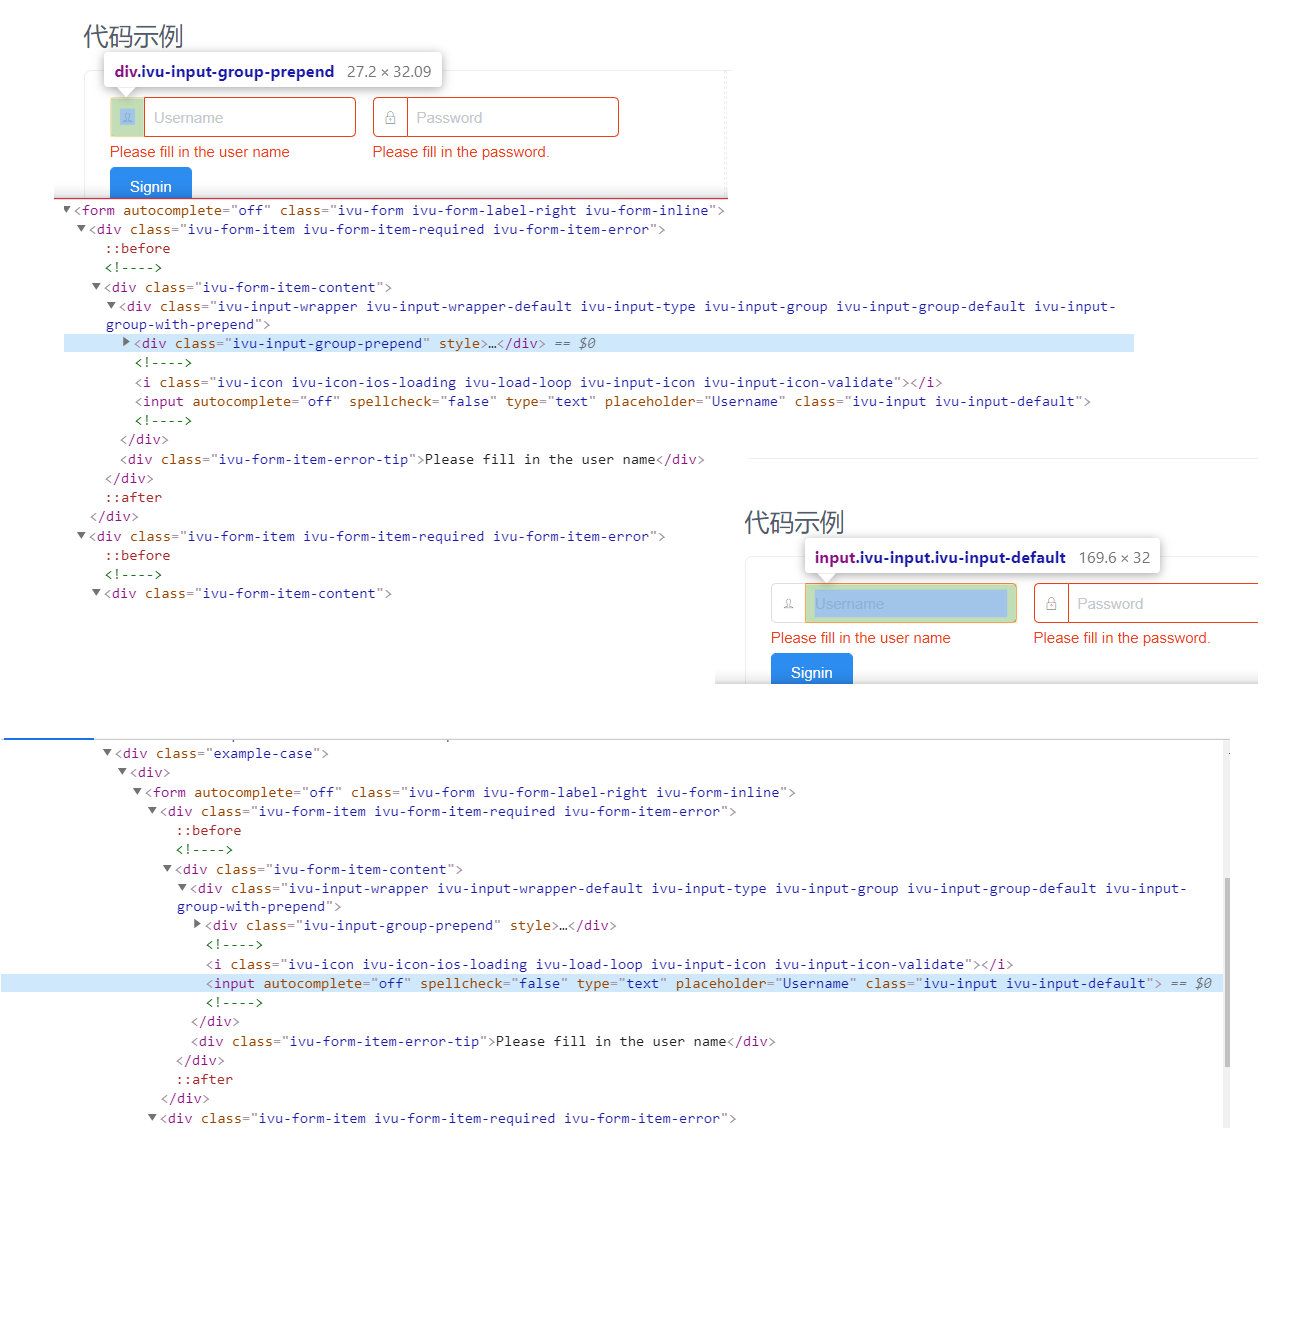 代码示例
div.ivu-input-group-prepend 27.2 × 32.09
Username Password
Please fill in the user name Please fill in the password.
Signin
<form autocomplete="off" class="ivu-form ivu-form-label-right ivu-form-inline">
<div class="ivu-form-item ivu-form-item-required ivu-form-item-error">
::before
<!---->
<div class="ivu-form-item-content">
<div class="ivu-input-wrapper ivu-input-wrapper-default ivu-input-type ivu-input-group ivu-input-group-default ivu-input-
group-with-prepend">
<div class="ivu-input-group-prepend" style>…</div> == $0
<!---->
<i class="ivu-icon ivu-icon-ios-loading ivu-load-loop ivu-input-icon ivu-input-icon-validate"></i>
<input autocomplete="off" spellcheck="false" type="text" placeholder="Username" class="ivu-input ivu-input-default">
<!---->
</div>
<div class="ivu-form-item-error-tip">Please fill in the user name</div>
</div>
::after
</div>
<div class="ivu-form-item ivu-form-item-required ivu-form-item-error">
::before
<!---->
<div class="ivu-form-item-content">
代码示例
input.ivu-input.ivu-input-default 169.6 × 32
Username Password
Please fill in the user name Please fill in the password.
Signin
<div class="example-case">
<div>
<form autocomplete="off" class="ivu-form ivu-form-label-right ivu-form-inline">
<div class="ivu-form-item ivu-form-item-required ivu-form-item-error">
::before
<!---->
<div class="ivu-form-item-content">
<div class="ivu-input-wrapper ivu-input-wrapper-default ivu-input-type ivu-input-group ivu-input-group-default ivu-input-
group-with-prepend">
<div class="ivu-input-group-prepend" style>…</div>
<!---->
<i class="ivu-icon ivu-icon-ios-loading ivu-load-loop ivu-input-icon ivu-input-icon-validate"></i>
<input autocomplete="off" spellcheck="false" type="text" placeholder="Username" class="ivu-input ivu-input-default"> == $0
<!---->
</div>
<div class="ivu-form-item-error-tip">Please fill in the user name</div>
</div>
::after
</div>
<div class="ivu-form-item ivu-form-item-required ivu-form-item-error">